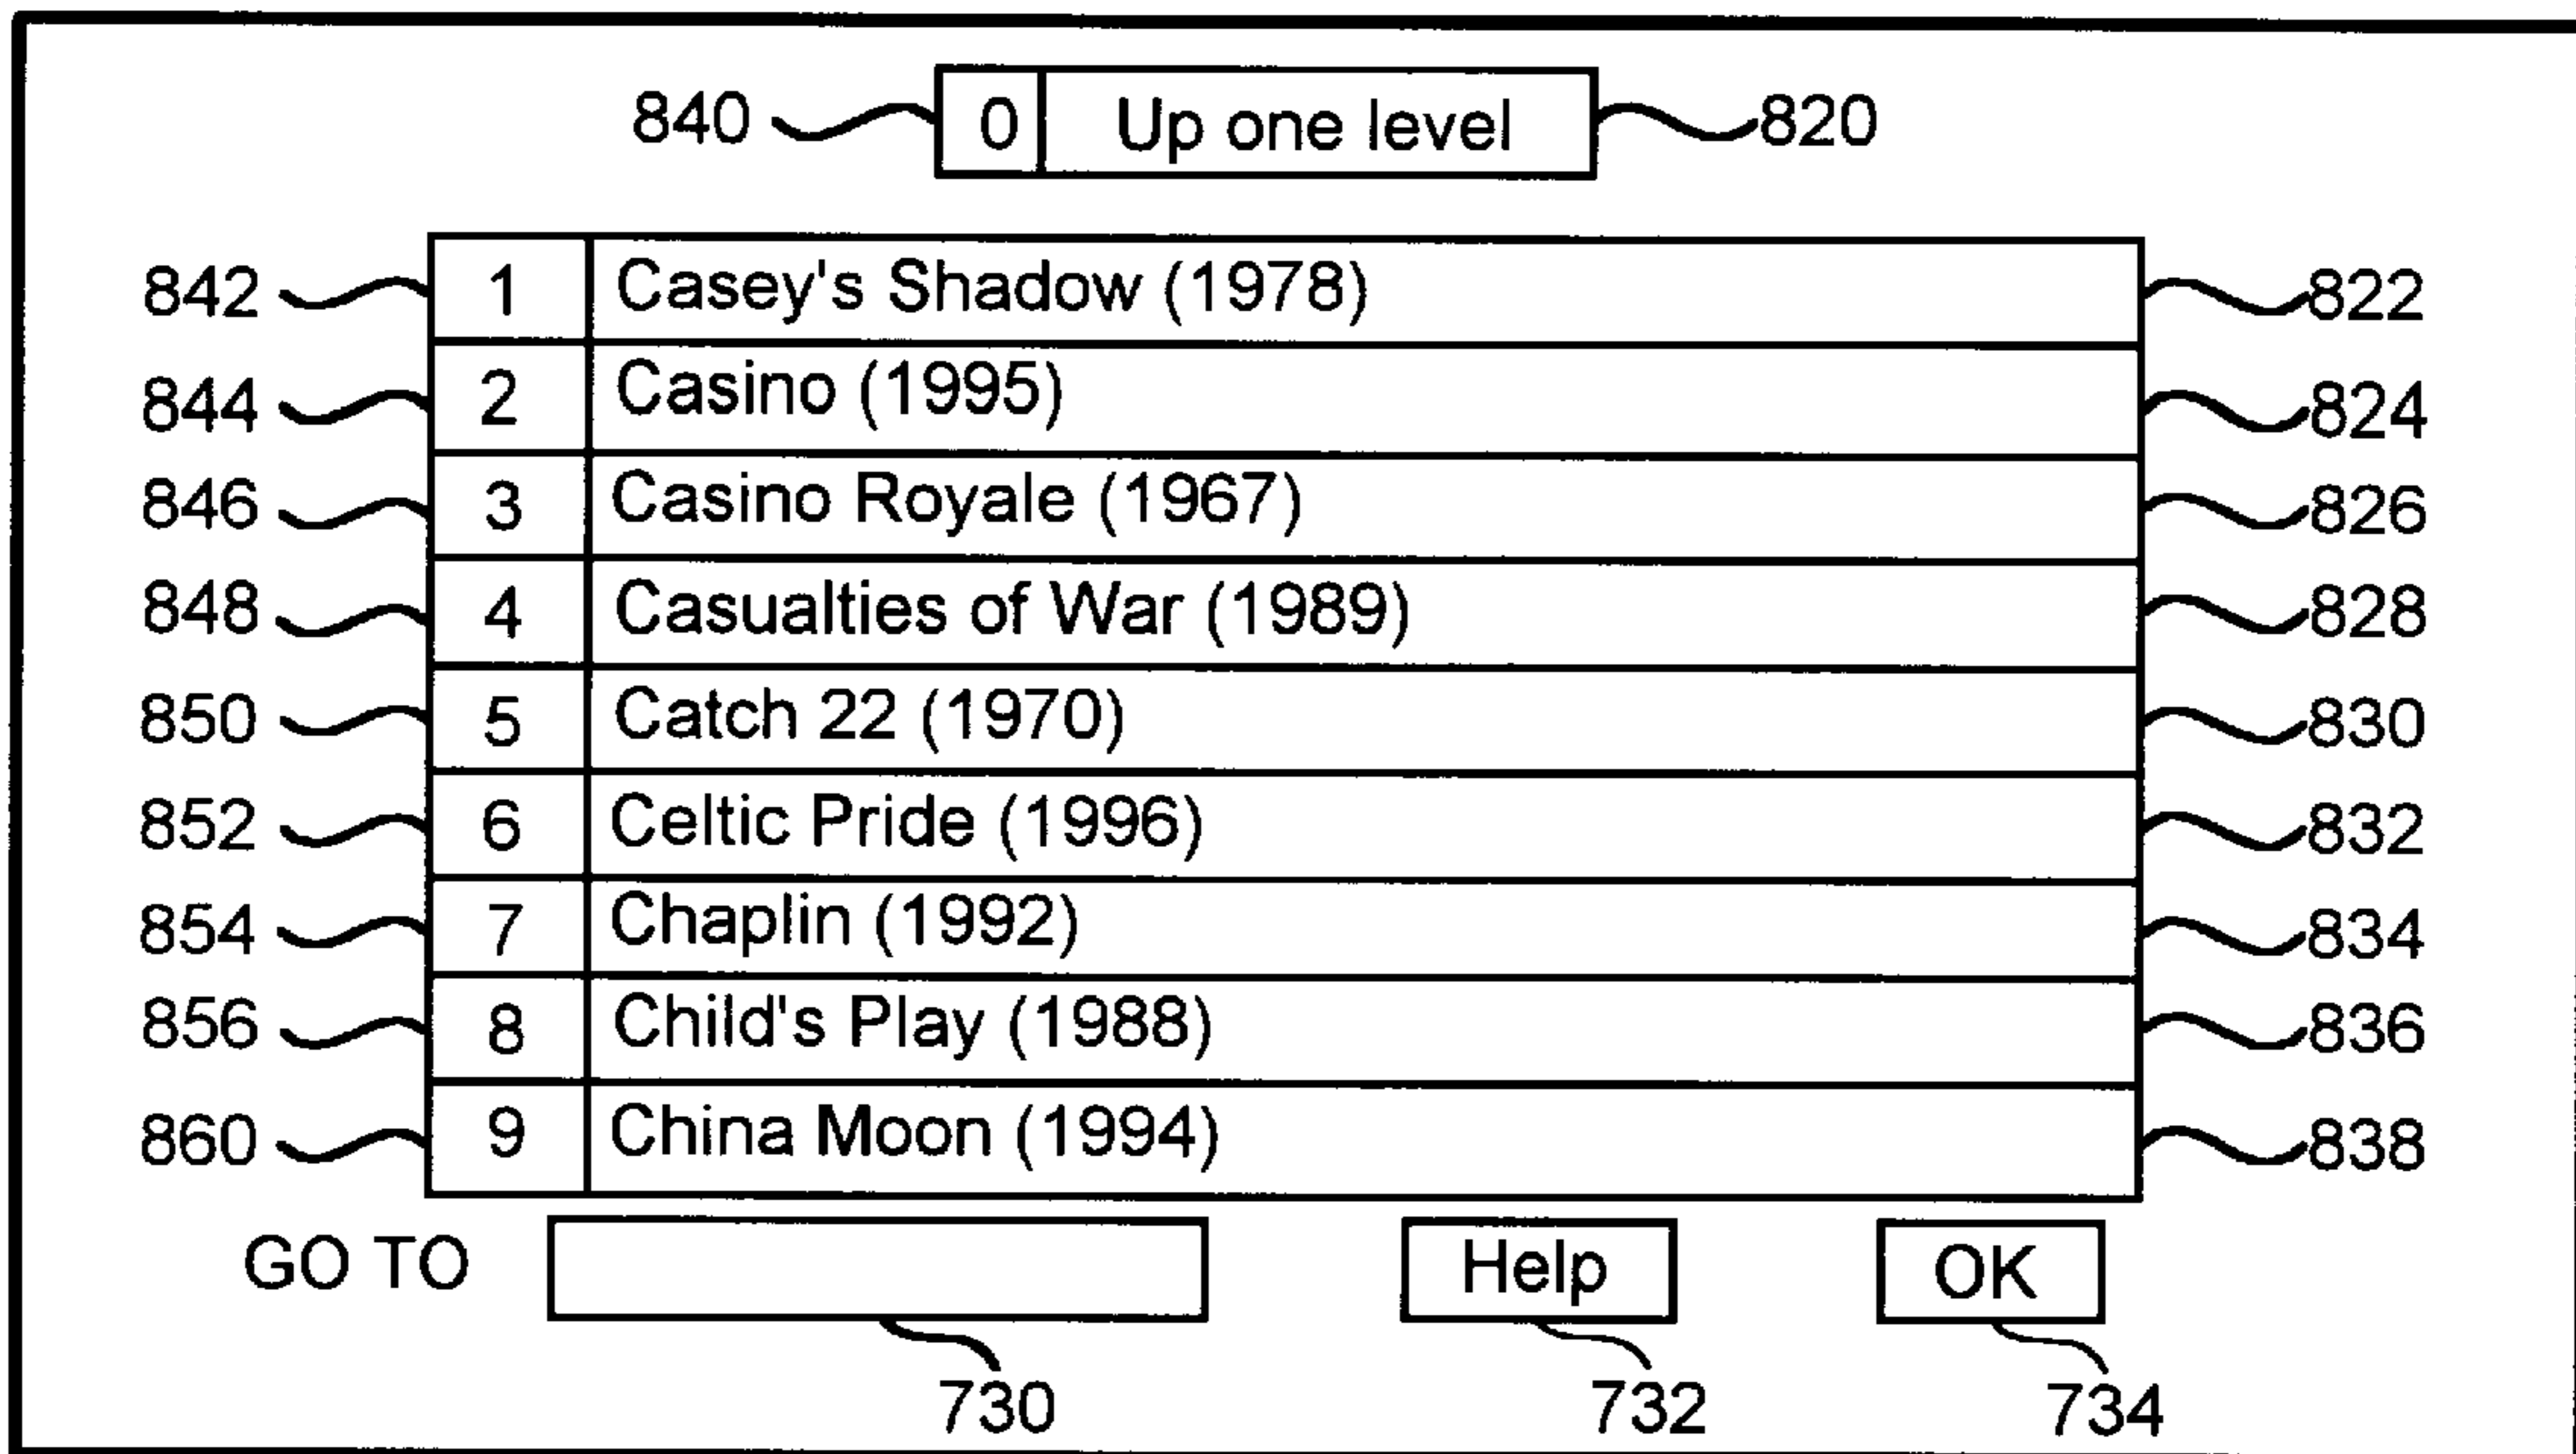 840 0 Up one level 820
842 1 Casey's Shadow (1978) 822
844 2 Casino (1995) 824
846 3 Casino Royale (1967) 826
848 4 Casualties of War (1989) 828
850 5 Catch 22 (1970) 830
852 6 Celtic Pride (1996) 832
854 7 Chaplin (1992) 834
856 8 Child's Play (1988) 836
860 9 China Moon (1994) 838
GO TO Help OK
730 732 734